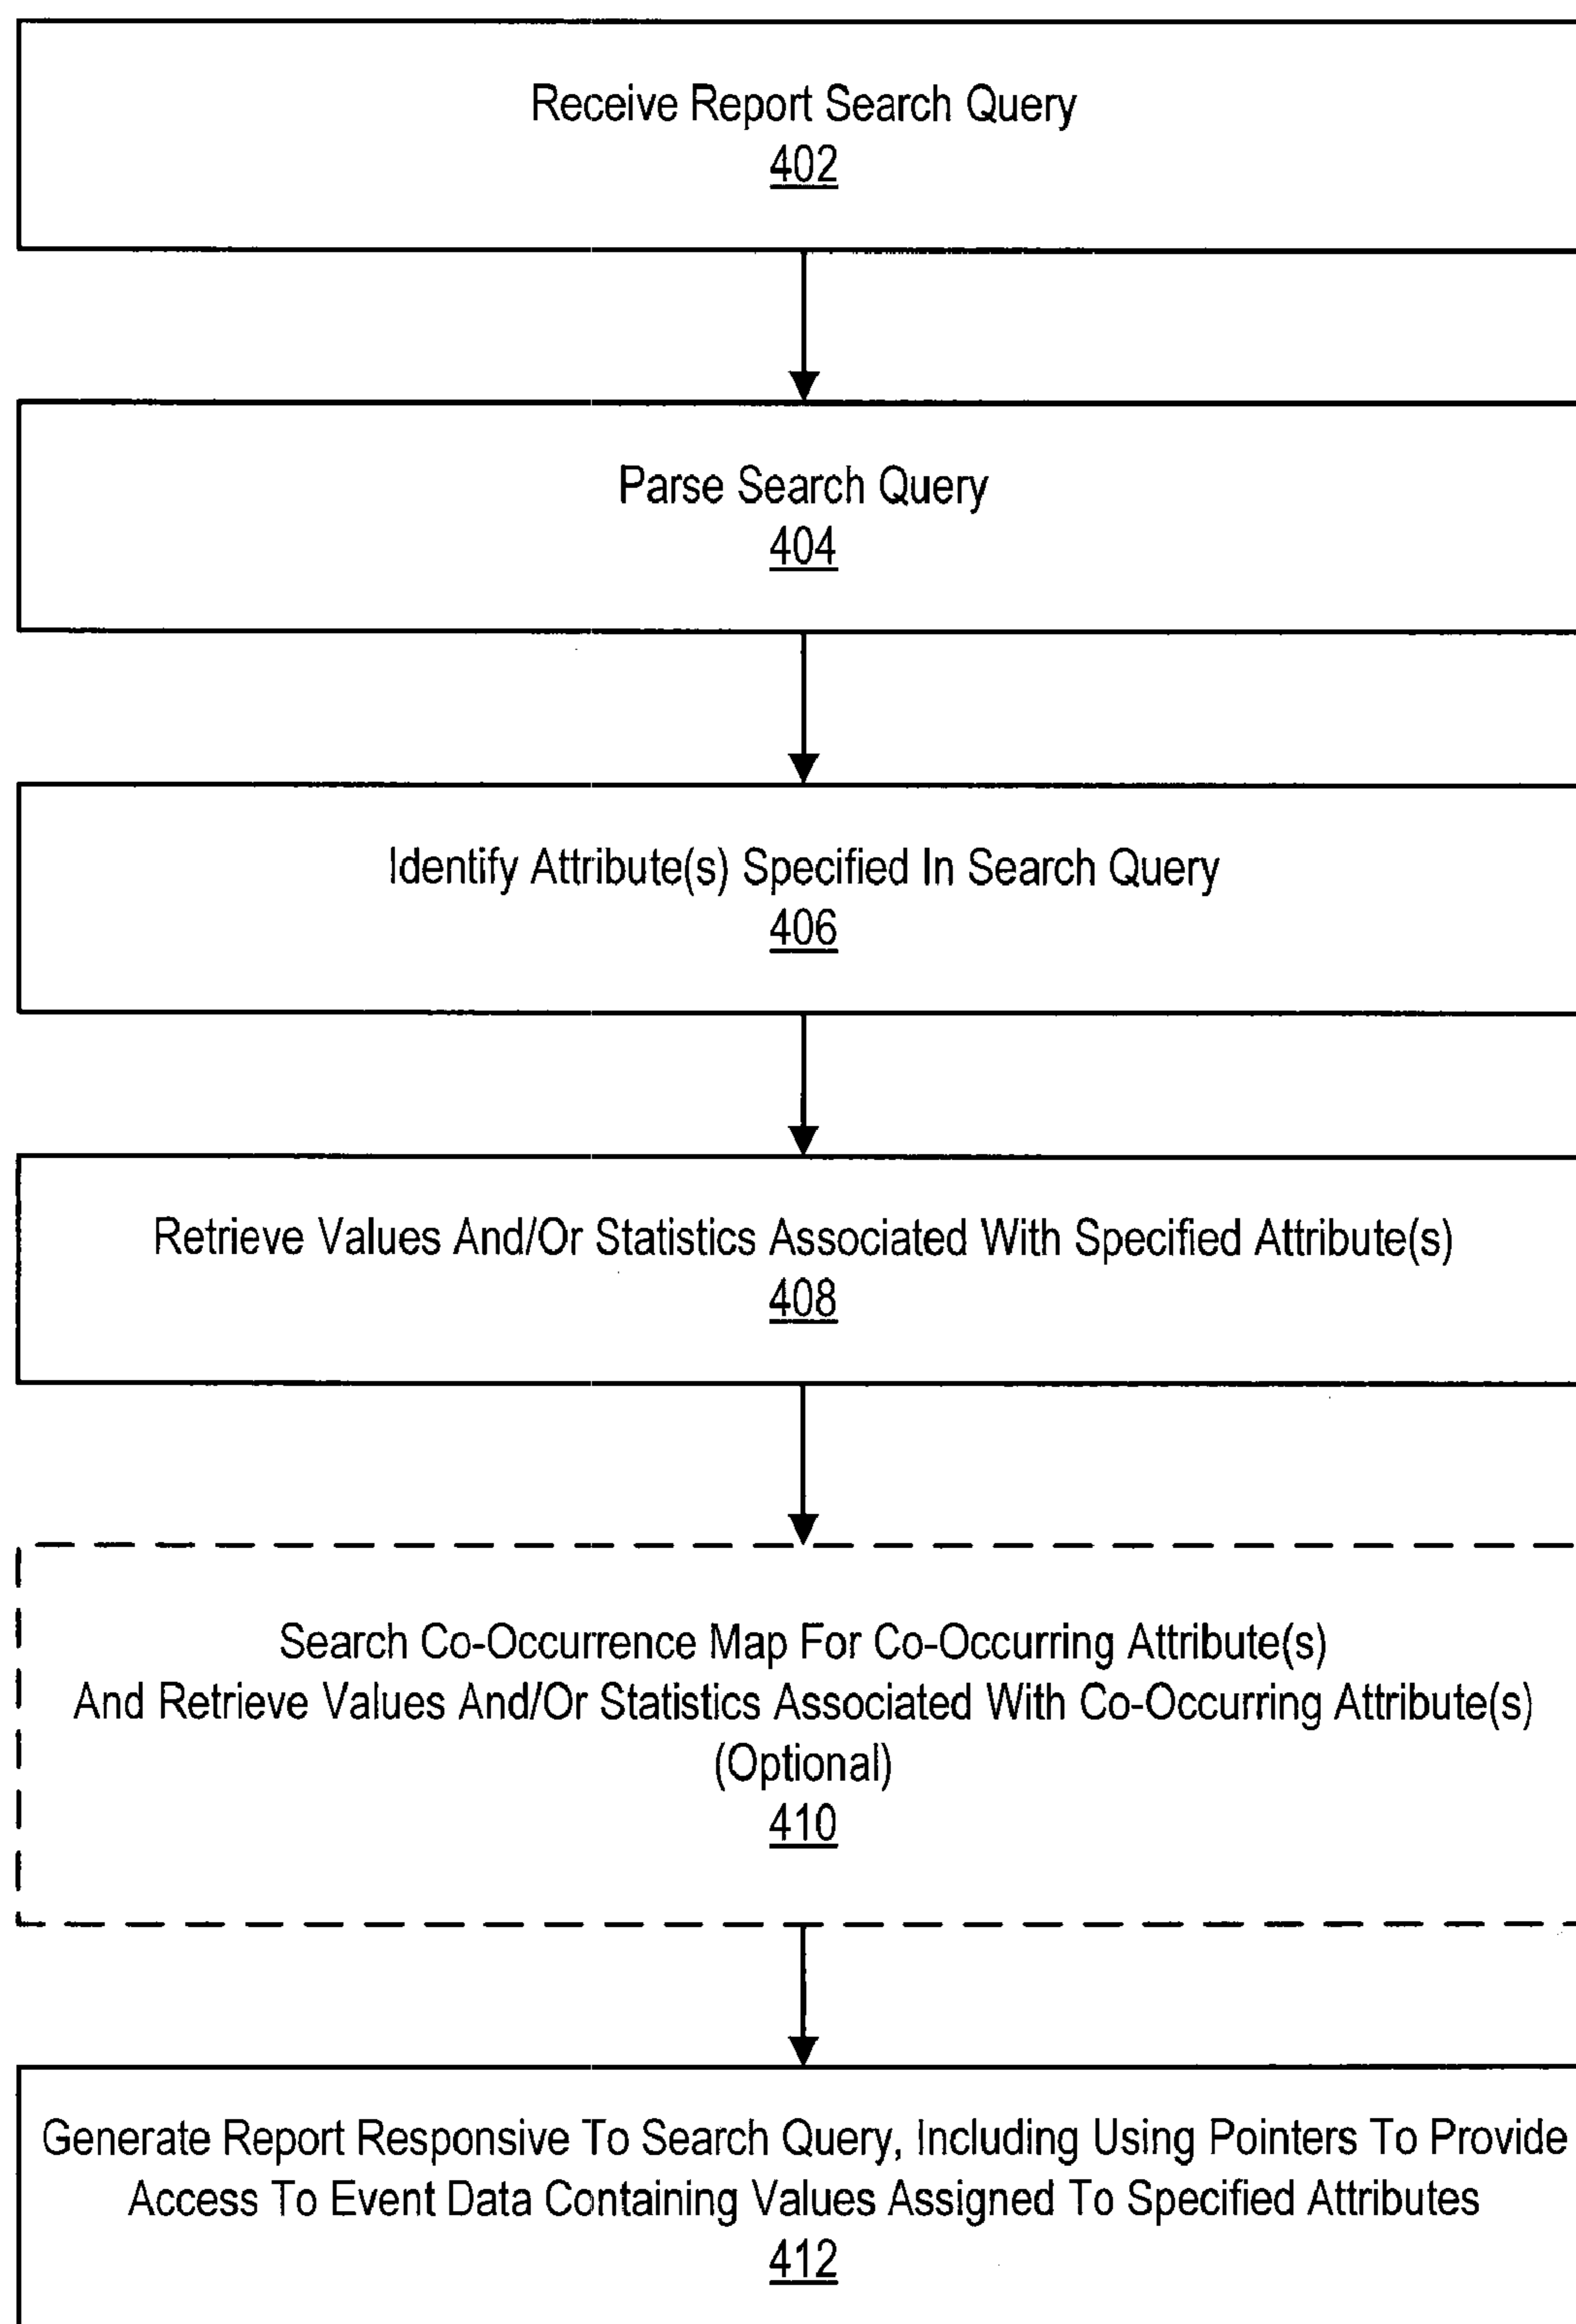 Receive Report Search Query
402
Parse Search Query
404
Identify Attribute(s) Specified In Search Query
406
Retrieve Values And/Or Statistics Associated With Specified Attribute(s)
408
Search Co-Occurrence Map For Co-Occurring Attribute(s)
And Retrieve Values And/Or Statistics Associated With Co-Occurring Attribute(s)
(Optional)
410
Generate Report Responsive To Search Query, Including Using Pointers To Provide
Access To Event Data Containing Values Assigned To Specified Attributes
412